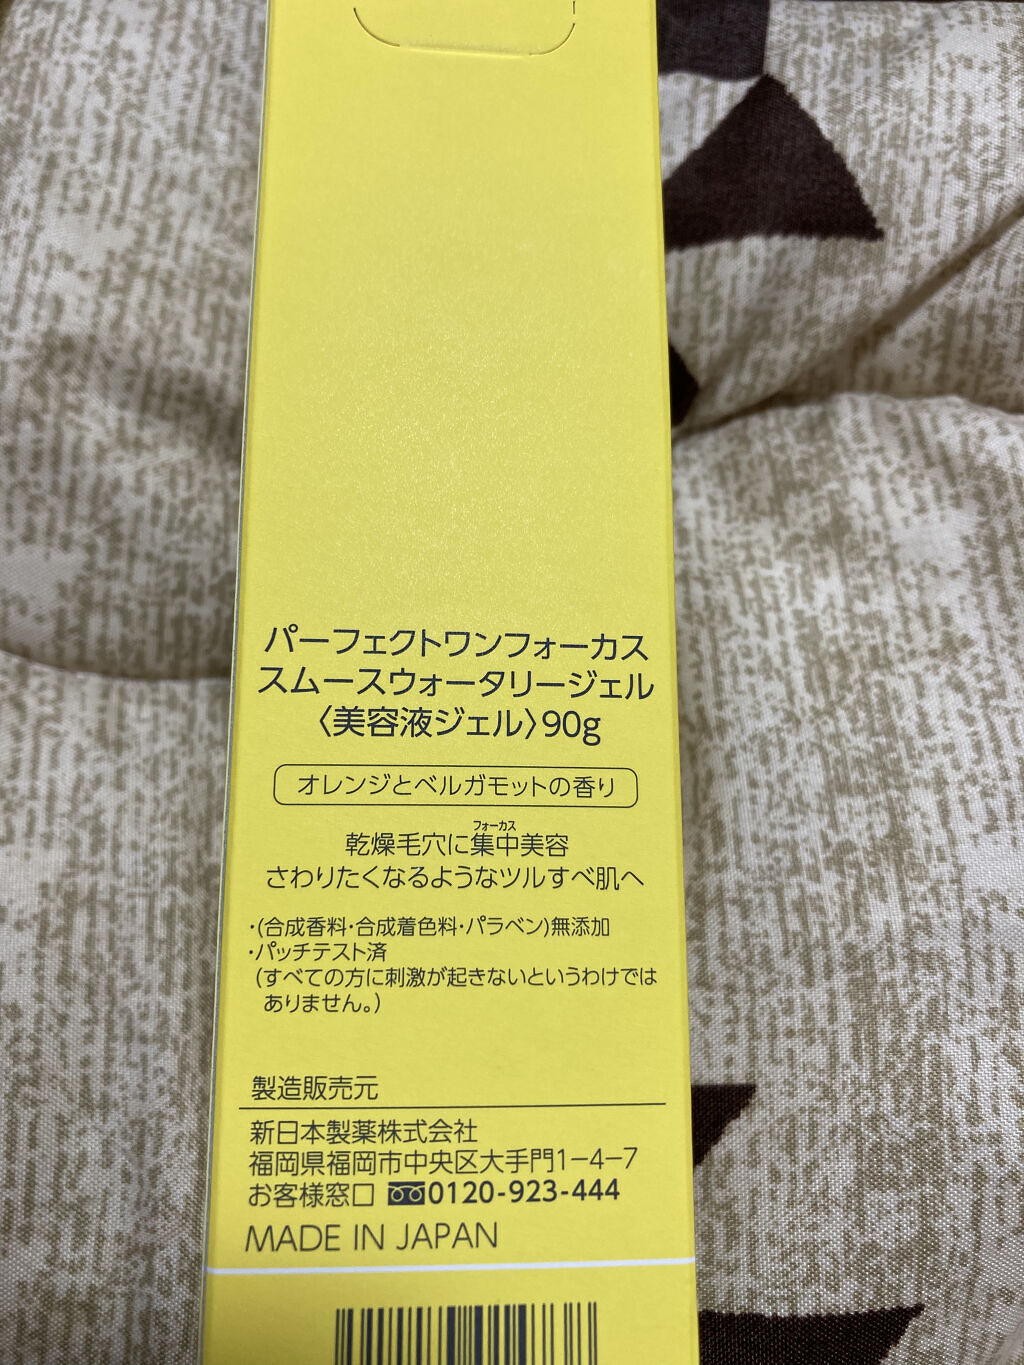 パーフェクトワンフォーカス
スムースウォータリージェル
〈美容液ジェル〉90g
オレンジとベルガモットの香り
フォーカス
乾燥毛穴に集中美容
さわりたくなるようなツルすべ肌へ
・(合成香料・合成着色料・パラベン)無添加
・パッチテスト済
(すべての方に刺激が起きないというわけでは
ありません。)
製造販売元
新日本製薬株式会社
福岡県福岡市中央区大手門1-4-7
お客様窓口 0120-923-444
MADE IN JAPAN